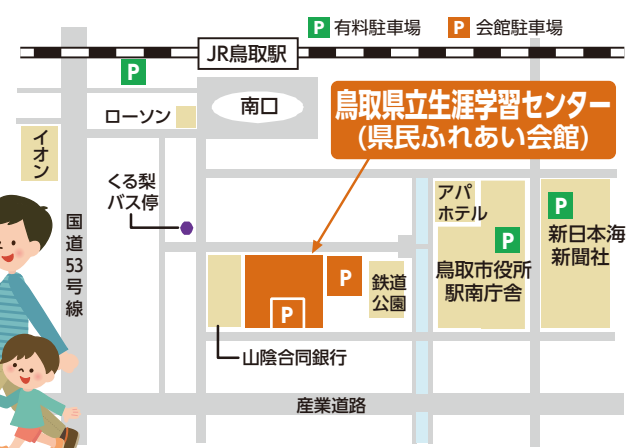 P 有料駐車場 P 会館駐車場
JR鳥取駅
P
南口
ローソン
鳥取県立生涯学習センター
(県民ふれあい会館)
イオン
くる梨
バス停
アパ
ホテル
P
新日本海
新聞社
国道53号線
P
鳥取市役所
駅南庁舎
P
鉄道
公園
P
山陰合同銀行
産業道路